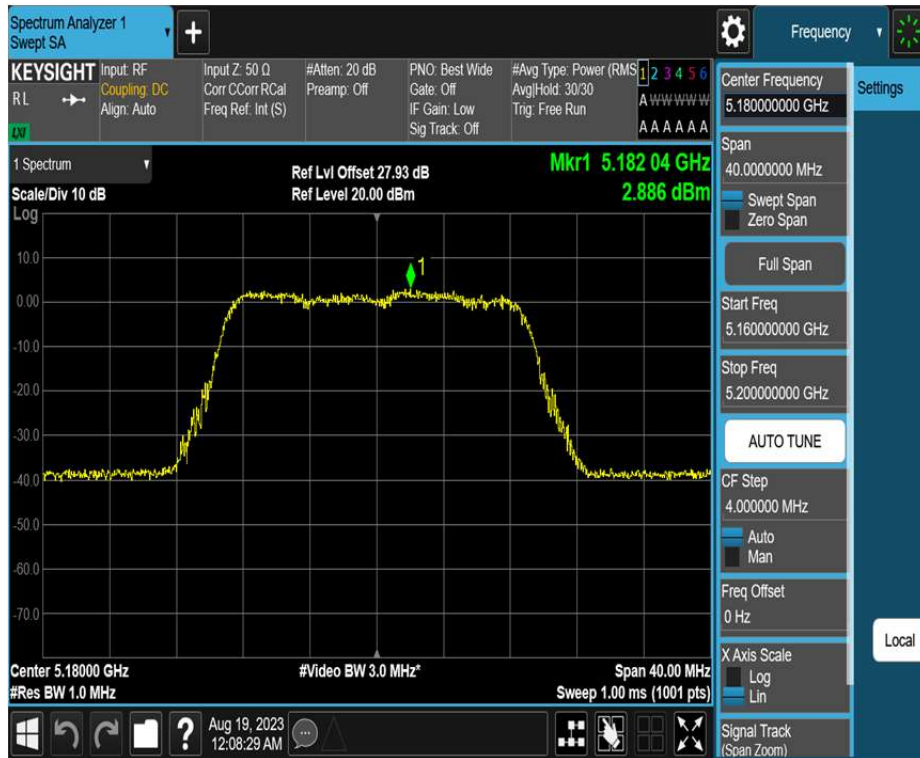 Spectrum Analyzer 1
Swept SA
+
Frequency
KEYSIGHT
R L
LXI
Input: RF
Coupling: DC
Align: Auto
Input Z: 50 Ω
Corr CCorr RCal
Freq Ref: Int (S)
#Atten: 20 dB
Preamp: Off
PNO: Best Wide
Gate: Off
IF Gain: Low
Sig Track: Off
#Avg Type: Power (RMS
Avg|Hold: 30/30
Trig: Free Run
1 2 3 4 5 6
A W W W W W
A A A A A A
1 Spectrum
Scale/Div 10 dB
Log
Ref Lvl Offset 27.93 dB
Ref Level 20.00 dBm
Mkr1 5.182 04 GHz
2.886 dBm
1
10.0
0.00
-10.0
-20.0
-30.0
-40.0
-50.0
-60.0
-70.0
Center 5.18000 GHz
#Res BW 1.0 MHz
#Video BW 3.0 MHz*
Span 40.00 MHz
Sweep 1.00 ms (1001 pts)
?
Aug 19, 2023
12:08:29 AM
Center Frequency
5.18000000 GHz
Span
40.0000000 MHz
Swept Span
Zero Span
Full Span
Start Freq
5.160000000 GHz
Stop Freq
5.200000000 GHz
AUTO TUNE
CF Step
4.000000 MHz
Auto
Man
Freq Offset
0 Hz
X Axis Scale
Log
Lin
Signal Track
(Span Zoom)
Settings
Local